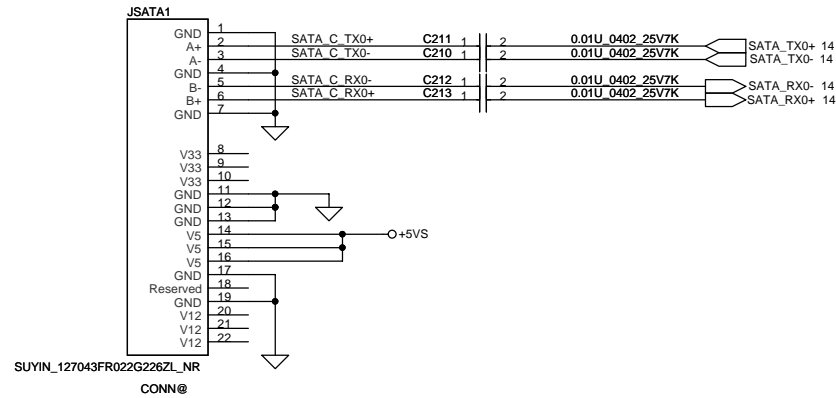 JSATA1
GND 1
A+ 2 SATA_C_TX0+ C211 1 2 0.01U_0402_25V7K SATA_TX0+ 14
A- 3 SATA_C_TX0- C210 1 2 0.01U_0402_25V7K SATA_TX0- 14
GND 4
B- 5 SATA_C_RX0- C212 1 2 0.01U_0402_25V7K SATA_RX0- 14
B+ 6 SATA_C_RX0+ C213 1 2 0.01U_0402_25V7K SATA_RX0+ 14
GND 7
V33 8
V33 9
V33 10
GND 11
GND 12
GND 13
V5 14 +5VS
V5 15
V5 16
GND 17
Reserved 18
GND 19
V12 20
V12 21
V12 22
SUYIN_127043FR022G226ZL_NR
CONN@